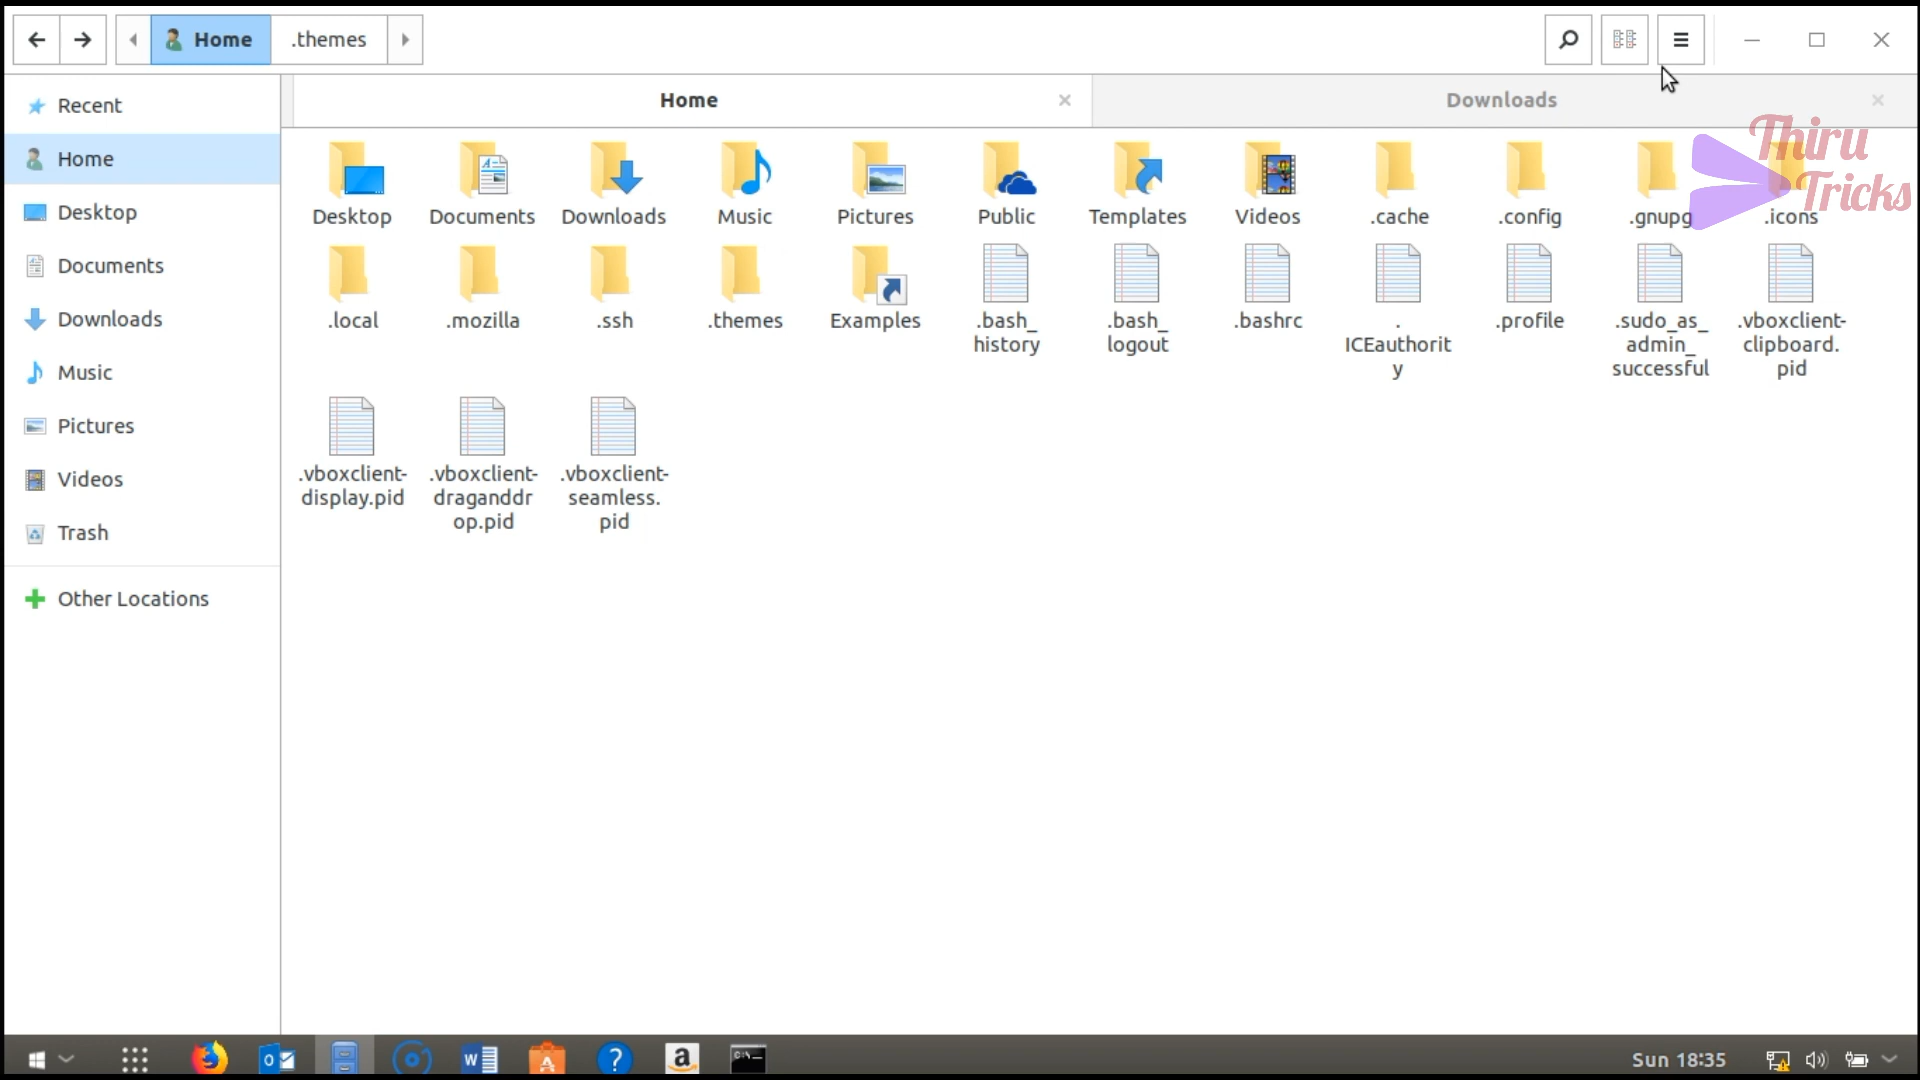 Home
.themes
Recent
Home
Desktop
Documents
Downloads
Music
Pictures
Videos
Trash
Other Locations
Home
Downloads
Thiru
Tricks
Desktop
Documents
Downloads
Music
Pictures
Public
Templates
Videos
.cache
.config
.gnupg
.icons
.local
.mozilla
.ssh
.themes
Examples
.bash_
history
.bash_
logout
.bashrc
.
ICEauthorit
y
.profile
.sudo_as_
admin_
successful
.vboxclient-
clipboard.
pid
.vboxclient-
display.pid
.vboxclient-
draganddr
op.pid
.vboxclient-
seamless.
pid
Sun 18:35